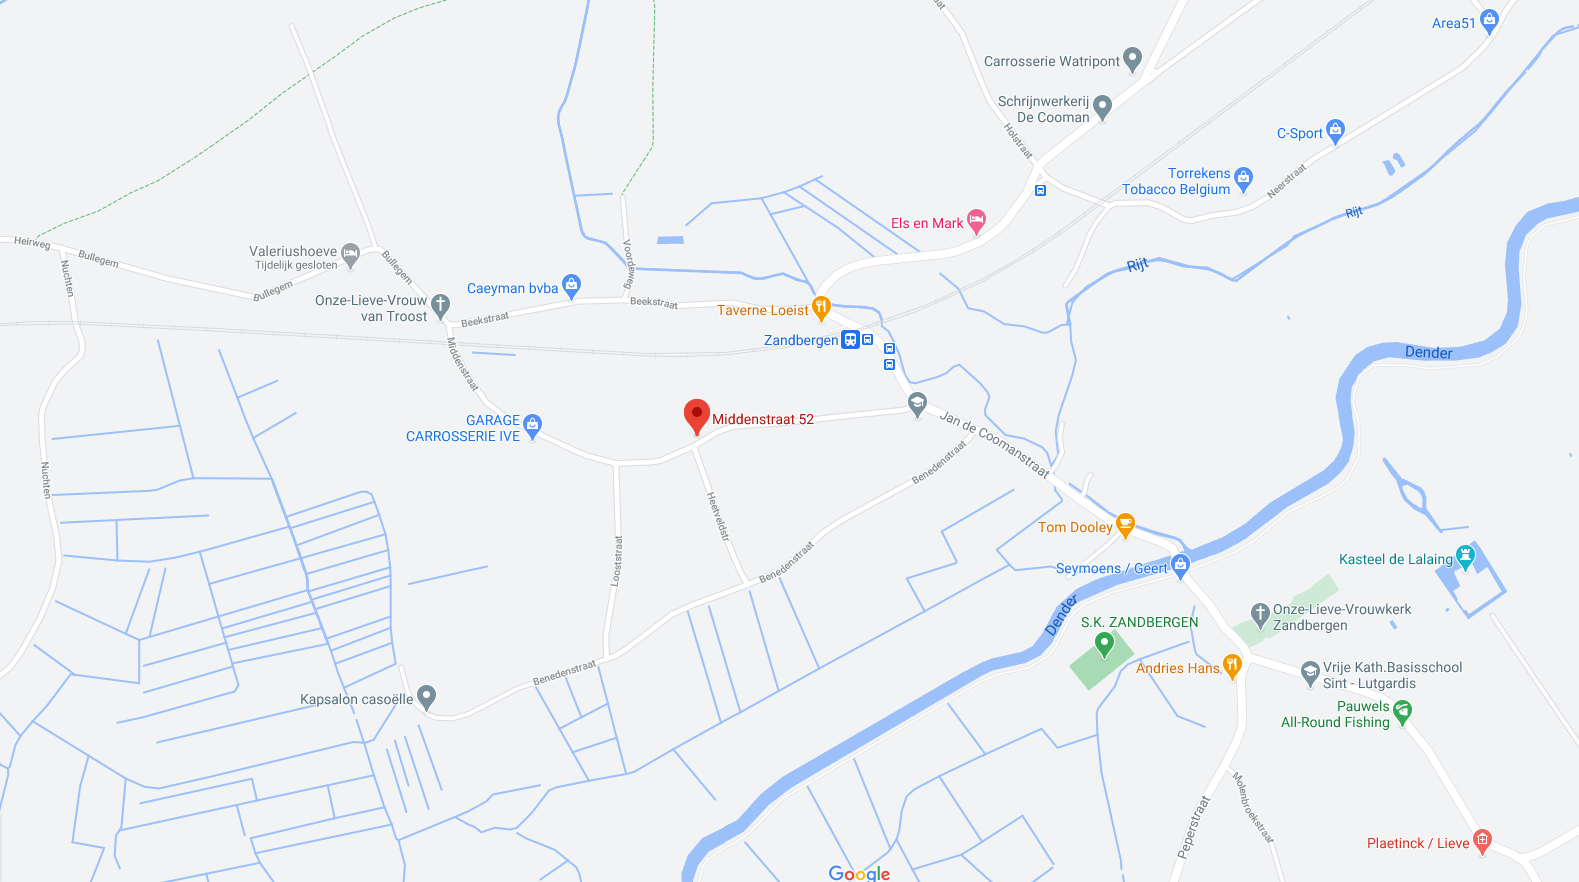 aat
Area51
Carrosserie Watripont
Schrijnwerkerij
De Cooman
C-Sport
Holstraat
Torrekens
Tobacco Belgium
Neerstraat
Rijt
Els en Mark
Heirweg
Bullegem
Valeriushoeve
Tijdelijk gesloten
Bullegem
Bullegem
Voordeweg
Rijt
Nuchten
Caeyman bvba
Onze-Lieve-Vrouw
van Troost
Beekstraat
Beekstraat
Taverne Loeist
Zandbergen
Dender
Middenstraat
GARAGE
CARROSSERIE IVE
Middenstraat 52
Jan de Coomanstraat
Benedenstraat
Nuchten
Heetveldstr
Looststraat
Benedenstraat
Tom Dooley
Seymoens / Geert
Kasteel de Lalaing
Dender
S.K. ZANDBERGEN
Onze-Lieve-Vrouwkerk
Zandbergen
Andries Hans
Vrije Kath.Basisschool
Sint - Lutgardis
Benedenstraat
Kapsalon casoëlle
Pauwels
All-Round Fishing
Molenbroekstraat
Peperstraat
Plaetinck / Lieve
Google